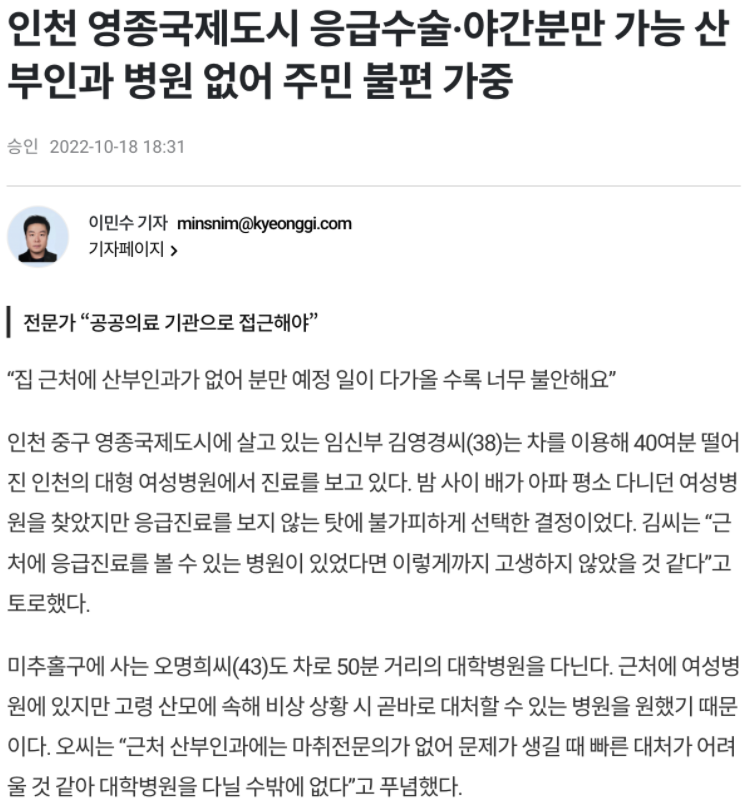 인천 영종국제도시 응급수술·야간분만 가능 산
부인과 병원 없어 주민 불편 가중
승인 2022-10-18 18:31
이민수 기자 minsnim@kyeonggi.com
기자페이지 >
전문가 “공공의료 기관으로 접근해야”
“집 근처에 산부인과가 없어 분만 예정 일이 다가올 수록 너무 불안해요”
인천 중구 영종국제도시에 살고 있는 임신부 김영경씨(38)는 차를 이용해 40여분 떨어
진 인천의 대형 여성병원에서 진료를 보고 있다. 밤 사이 배가 아파 평소 다니던 여성병
원을 찾았지만 응급진료를 보지 않는 탓에 불가피하게 선택한 결정이었다. 김씨는 “근
처에 응급진료를 볼 수 있는 병원이 있었다면 이렇게까지 고생하지 않았을 것 같다”고
토로했다.
미추홀구에 사는 오명희씨(43)도 차로 50분 거리의 대학병원을 다닌다. 근처에 여성병
원에 있지만 고령 산모에 속해 비상 상황 시 곧바로 대처할 수 있는 병원을 원했기 때문
이다. 오씨는 “근처 산부인과에는 마취전문의가 없어 문제가 생길 때 빠른 대처가 어려
울 것 같아 대학병원을 다닐 수밖에 없다”고 푸념했다.